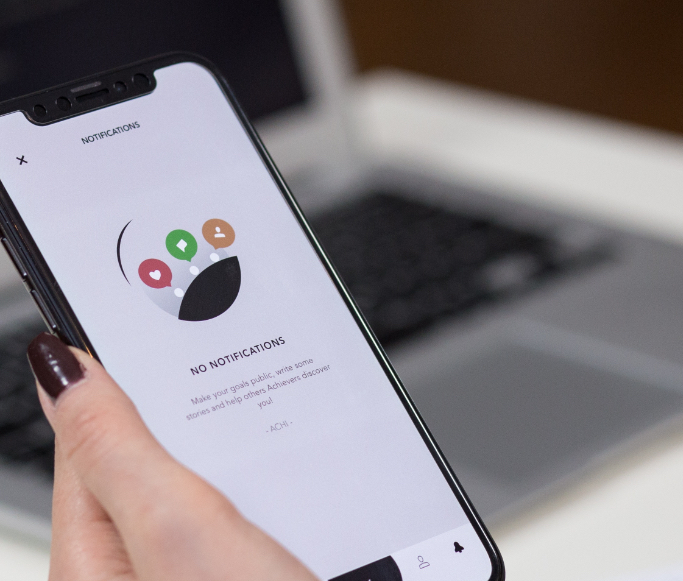 NOTIFICATIONS
NO NOTIFICATIONS
Make your goals public, write some
stories and help others Achievers discover
you!
- ACHI -